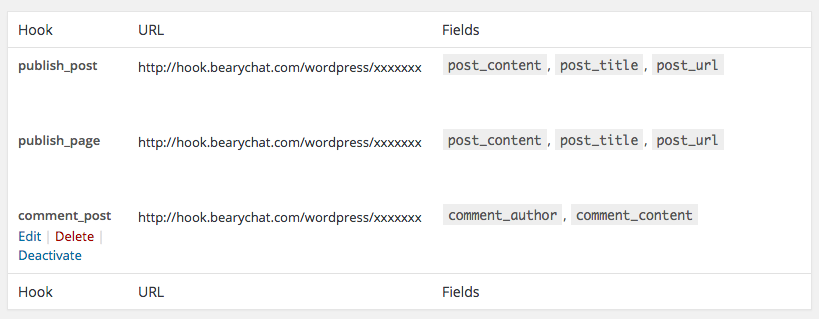 Hook URL Fields
publish_post http://hook.bearychat.com/wordpress/xxxxxxx post_content, post_title, post_url
publish_page http://hook.bearychat.com/wordpress/xxxxxxx post_content, post_title, post_url
comment_post http://hook.bearychat.com/wordpress/xxxxxxx comment_author, comment_content
Edit | Delete |
Deactivate
Hook URL Fields